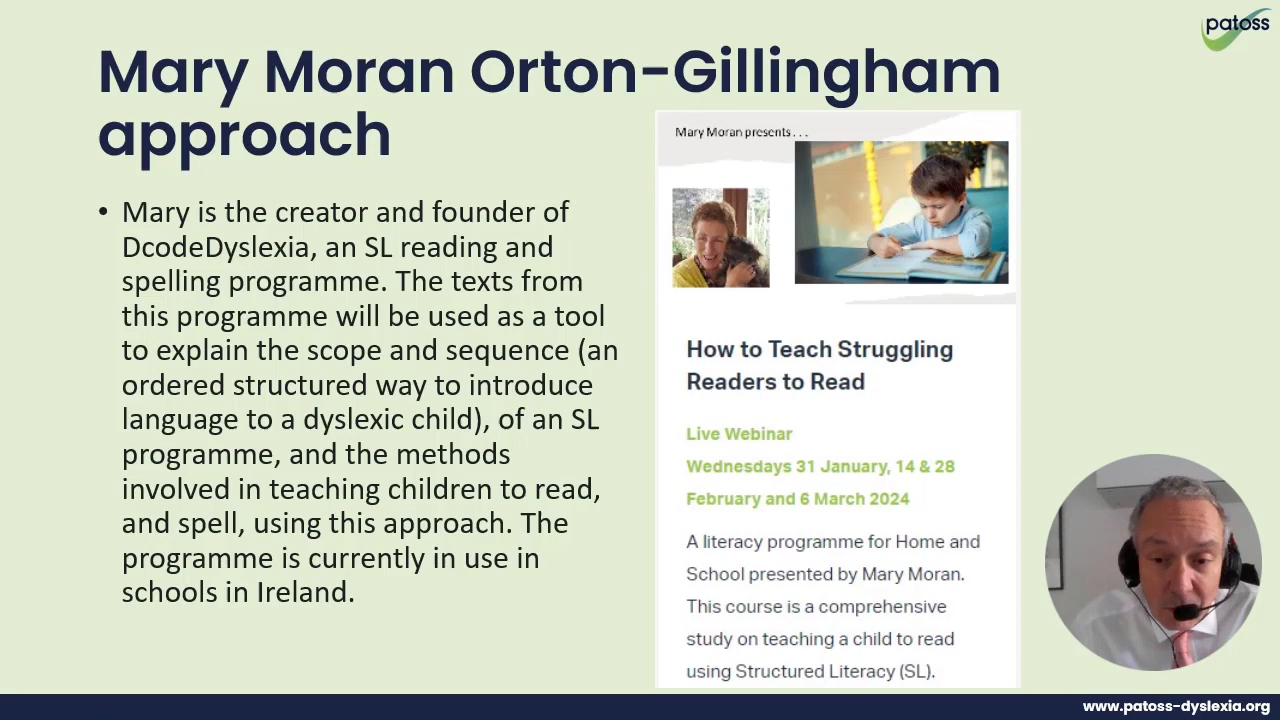 patoss
Mary Moran Orton-Gillingham
approach
• Mary is the creator and founder of
DcodeDyslexia, an SL reading and
spelling programme. The texts from
this programme will be used as a tool
to explain the scope and sequence (an
ordered structured way to introduce
language to a dyslexic child), of an SL
programme, and the methods
involved in teaching children to read,
and spell, using this approach. The
programme is currently in use in
schools in Ireland.
Mary Moran presents . . .
How to Teach Struggling
Readers to Read
Live Webinar
Wednesdays 31 January, 14 & 28
February and 6 March 2024
A literacy programme for Home and
School presented by Mary Moran.
This course is a comprehensive
study on teaching a child to read
using Structured Literacy (SL).
www.patoss-dyslexia.org